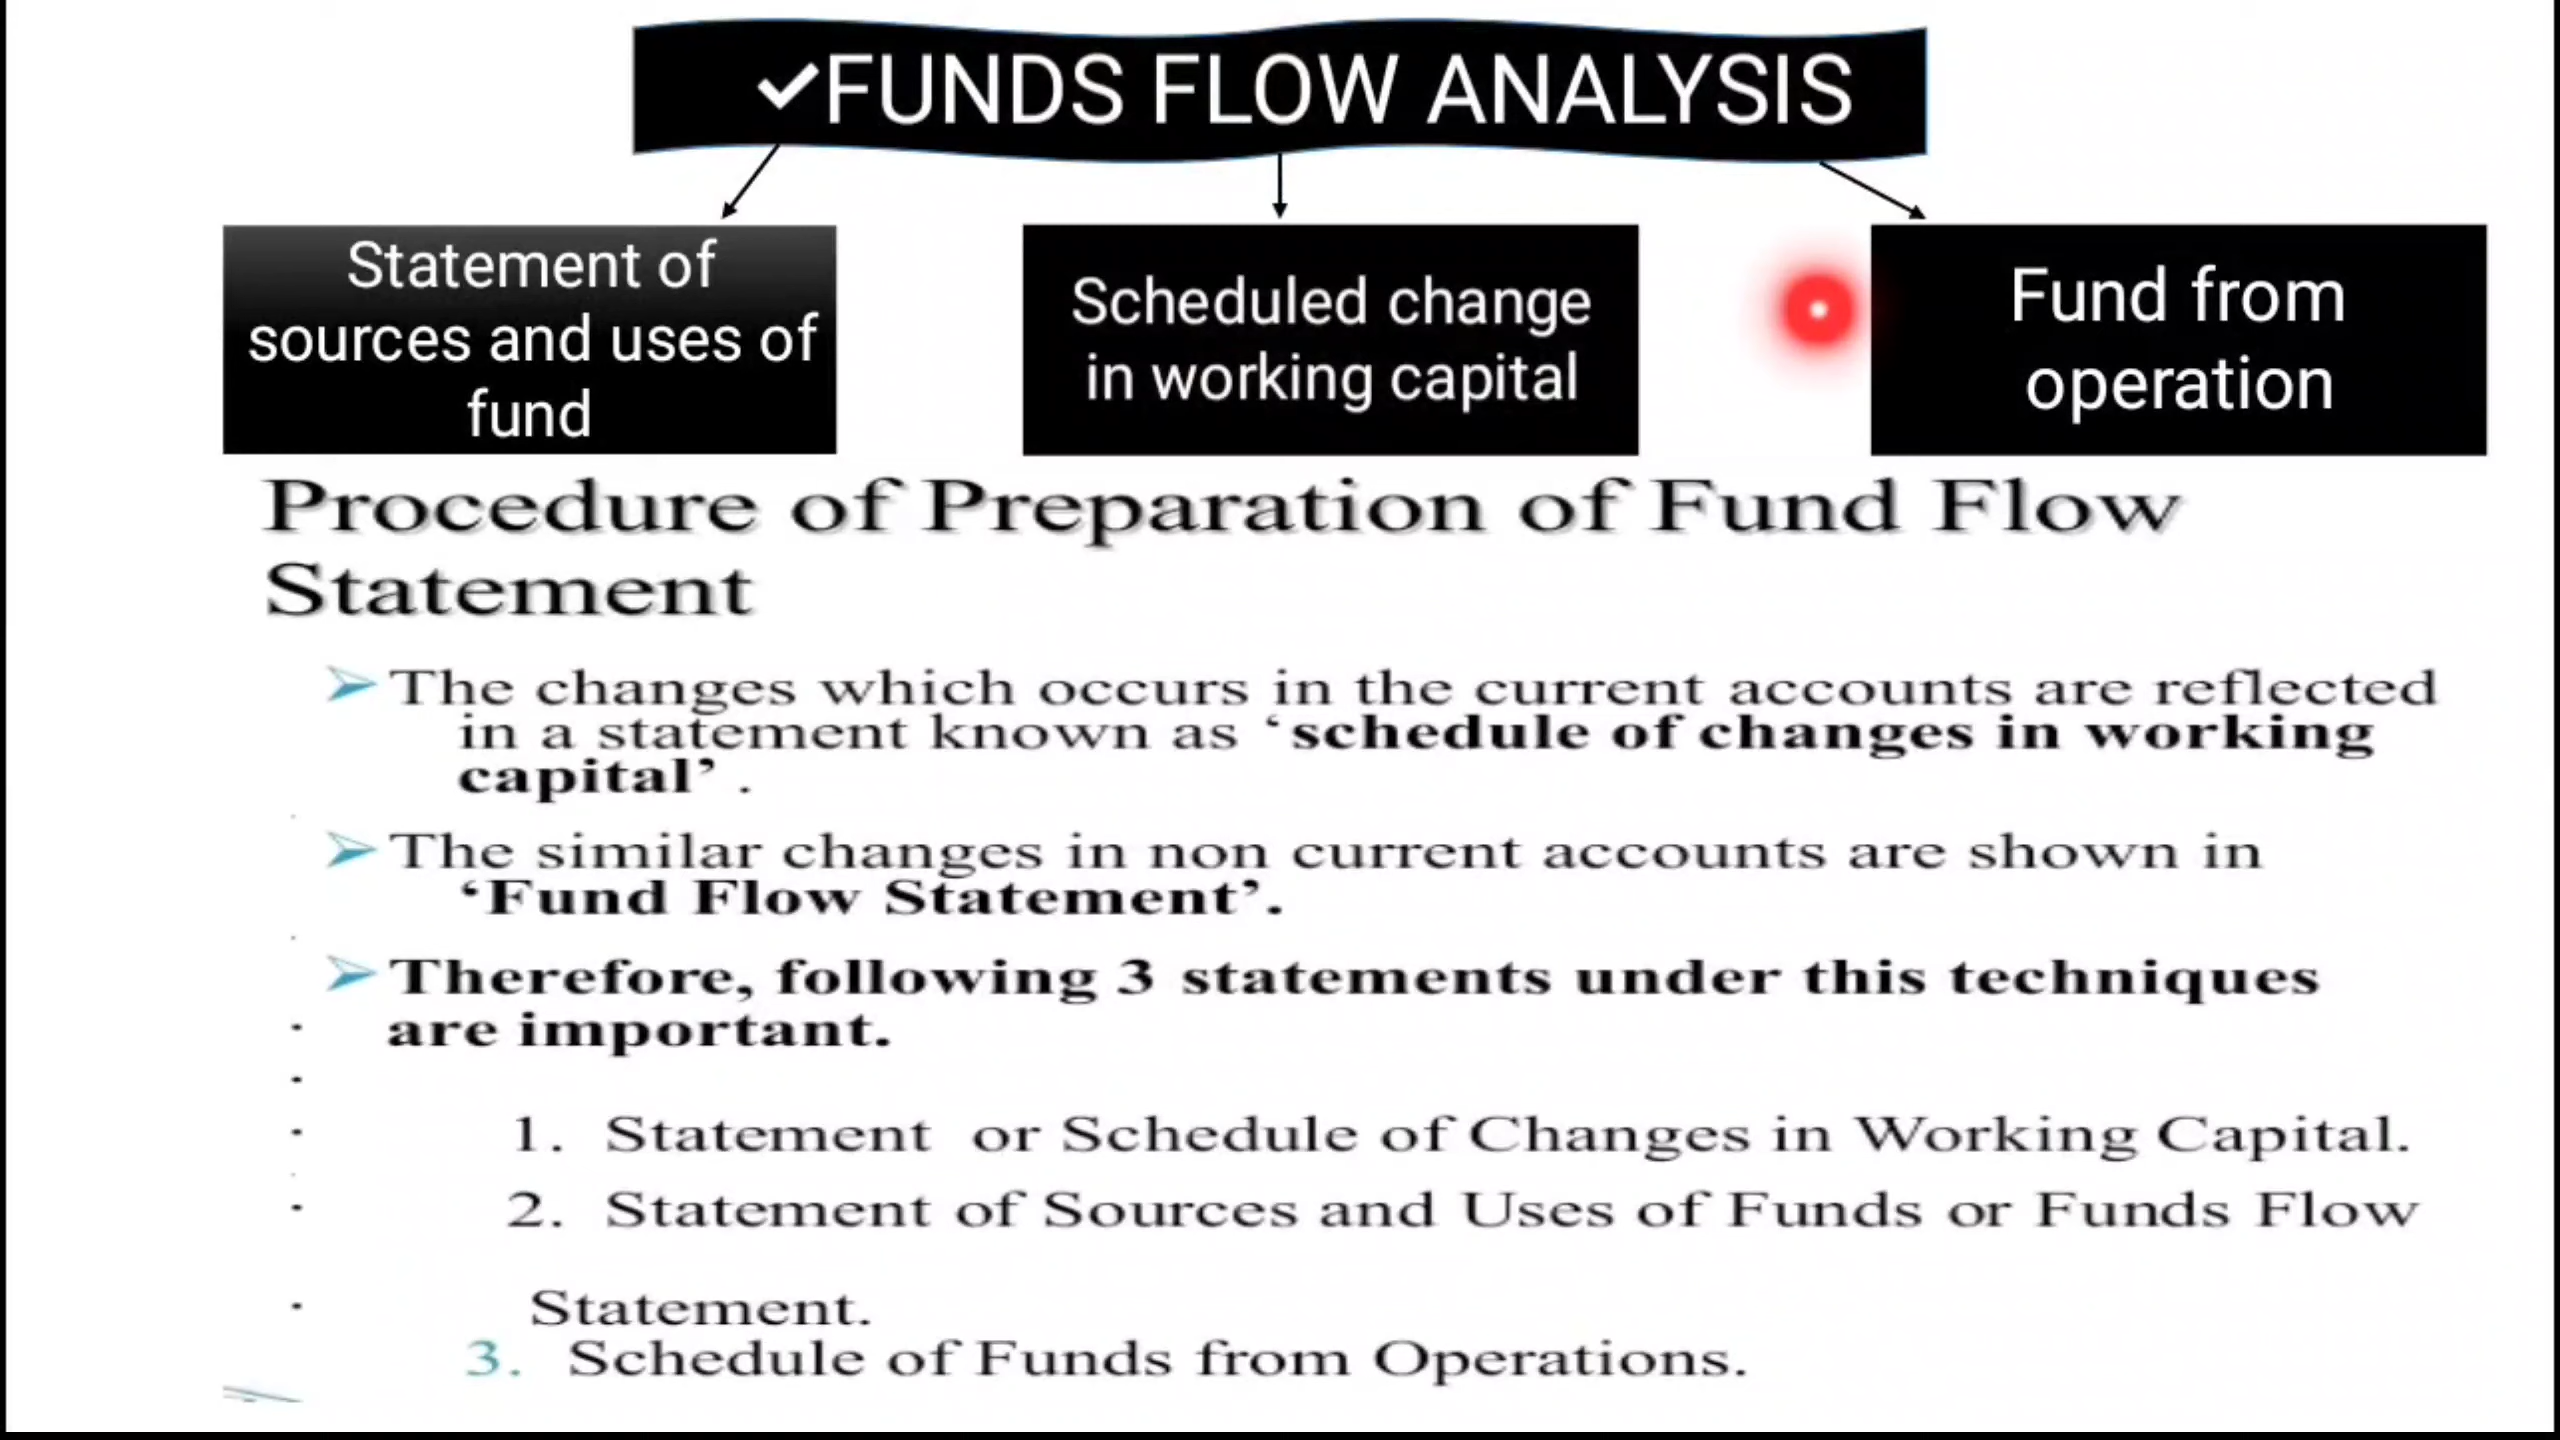 ✓FUNDS FLOW ANALYSIS
Statement of
sources and uses of
fund
Scheduled change
in working capital
Fund from
operation
Procedure of Preparation of Fund Flow
Statement
➢The changes which occurs in the current accounts are reflected
in a statement known as ‘schedule of changes in working
capital’ .
➢The similar changes in non current accounts are shown in
‘Fund Flow Statement’.
➢Therefore, following 3 statements under this techniques
are important.
1. Statement or Schedule of Changes in Working Capital.
2. Statement of Sources and Uses of Funds or Funds Flow
Statement.
3. Schedule of Funds from Operations.